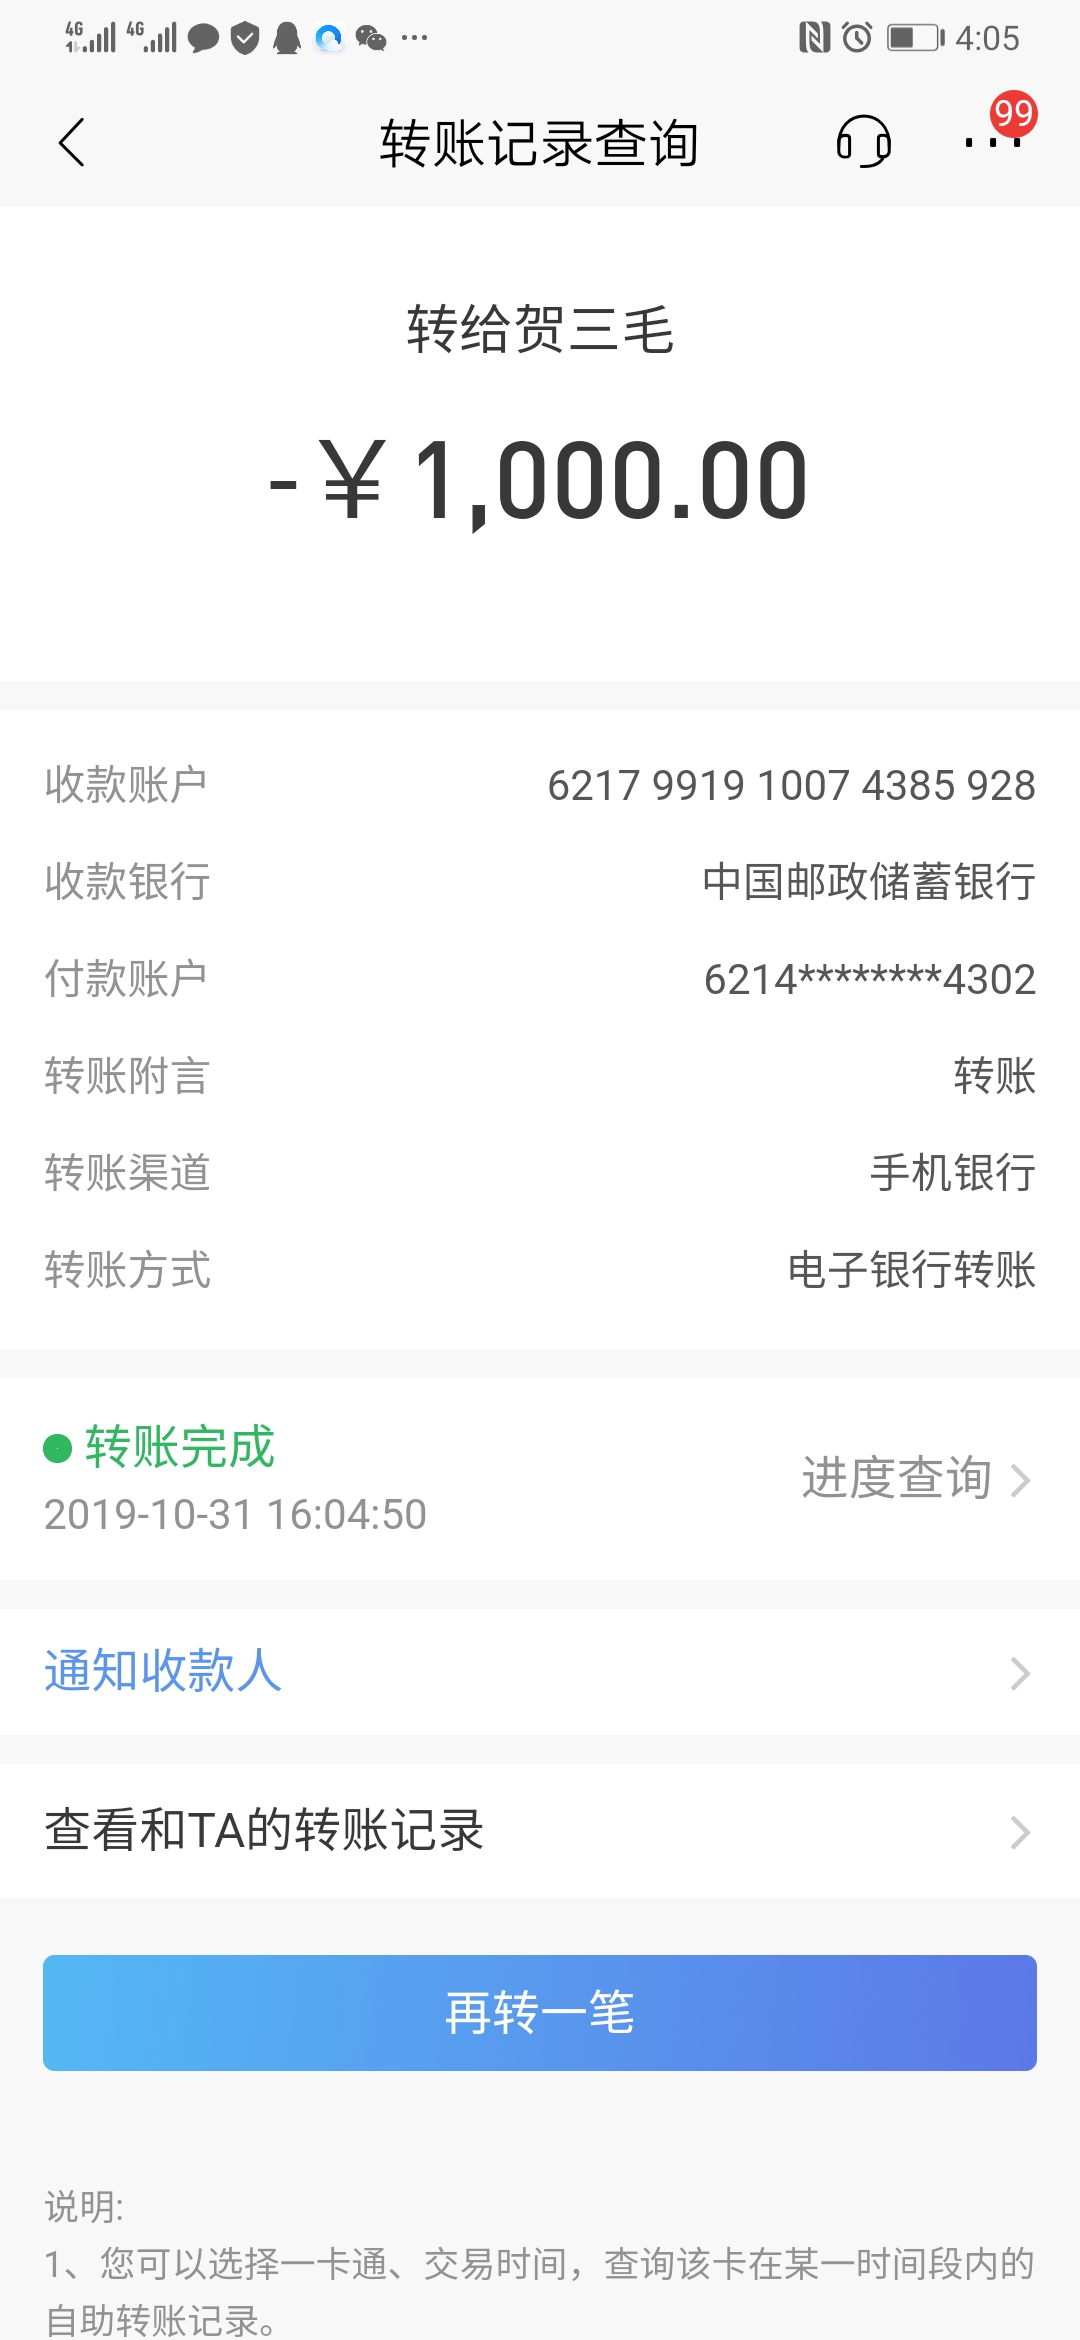 4G 4G 4:05
转账记录查询
99
转给贺三毛
-￥1,000.00
收款账户 6217 9919 1007 4385 928
收款银行 中国邮政储蓄银行
付款账户 6214********4302
转账附言 转账
转账渠道 手机银行
转账方式 电子银行转账
转账完成
2019-10-31 16:04:50
进度查询
通知收款人
查看和TA的转账记录
再转一笔
说明:
1、您可以选择一卡通、交易时间，查询该卡在某一时间段内的
自助转账记录。